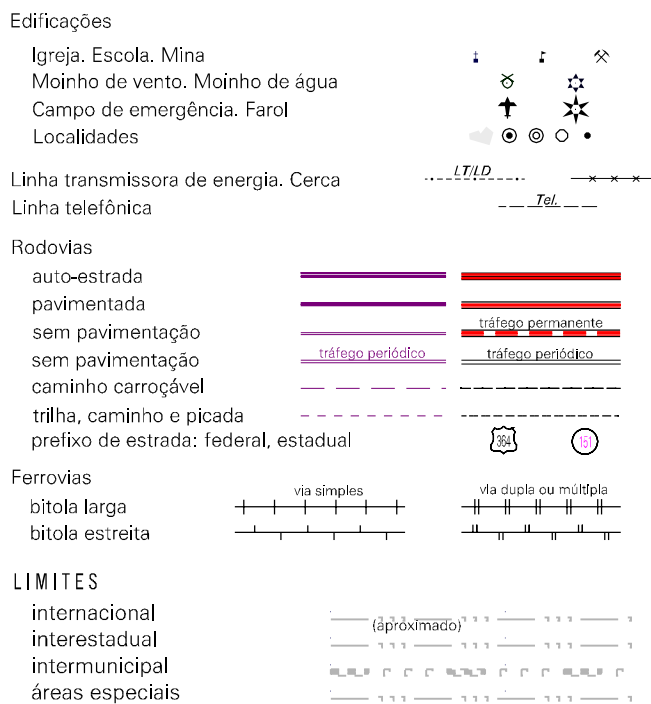 Edificações
Igreja. Escola. Mina
Moinho de vento. Moinho de água
Campo de emergência. Farol
Localidades
Linha transmissora de energia. Cerca LT/LD
Linha telefônica Tel.
Rodovias
auto-estrada
pavimentada
sem pavimentação tráfego permanente
sem pavimentação tráfego periódico tráfego periódico
caminho carroçável
trilha, caminho e picada
prefixo de estrada: federal, estadual 364 151
Ferrovias
via simples via dupla ou múltipla
bitola larga
bitola estreita
LIMITES
internacional
(aproximado)
interestadual
intermunicipal
áreas especiais